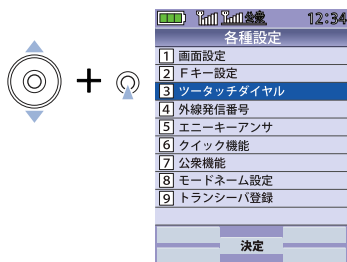 公衆 12:34
各種設定
1 画面設定
2 Fキー設定
3 ツータッチダイヤル
4 外線発信番号
5 エニーキーアンサ
6 クイック機能
7 公衆機能
8 モードネーム設定
9 トランシーバ登録
決定